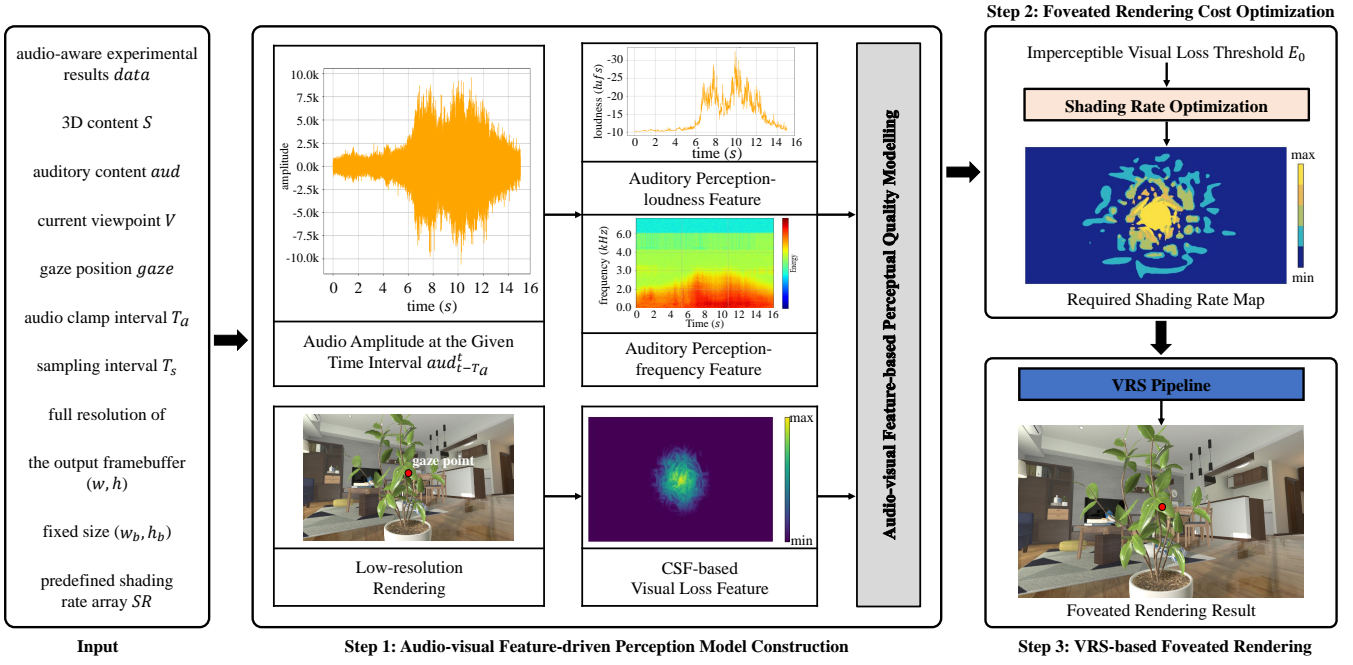 audio-aware experimental
results data
3D content S
auditory content aud
current viewpoint V
gaze position gaze
audio clamp interval Ta
sampling interval Ts
full resolution of
the output framebuffer
(w, h)
fixed size (wb, hb)
predefined shading
rate array SR
Input
10.0k
7.5k
5.0k
2.5k
0.0
-2.5k
-5.0k
-7.5k
-10.0k
amplitude
0 2 4 6 8 10 12 14 16
time (s)
Audio Amplitude at the Given
Time Interval aud^t_{t−Ta}
-30
-25
-20
-15
-10
loudness (lufs)
0 2 4 6 8 10 12 14 16
time (s)
Auditory Perception-
loudness Feature
6.0
4.0
3.0
2.0
1.0
0.0
frequency (kHz)
Energy
0 2 4 6 8 10 12 14 16
Time (s)
Auditory Perception-
frequency Feature
gaze point
Low-resolution
Rendering
max
min
CSF-based
Visual Loss Feature
Audio-visual Feature-based Perceptual Quality Modelling
Step 1: Audio-visual Feature-driven Perception Model Construction
Step 2: Foveated Rendering Cost Optimization
Imperceptible Visual Loss Threshold E0
Shading Rate Optimization
max
min
Required Shading Rate Map
VRS Pipeline
Foveated Rendering Result
Step 3: VRS-based Foveated Rendering